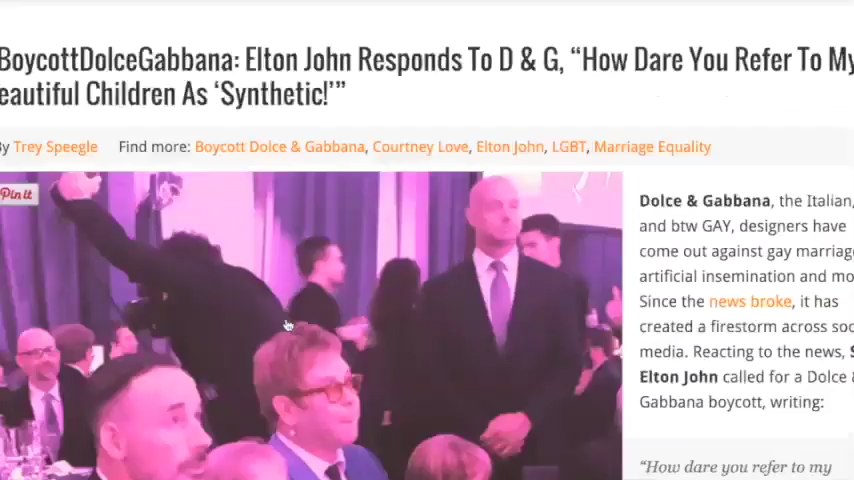 BoycottDolceGabbana: Elton John Responds To D & G, “How Dare You Refer To My
eautiful Children As ‘Synthetic!’”
By Trey Speegle Find more: Boycott Dolce & Gabbana, Courtney Love, Elton John, LGBT, Marriage Equality
Pin it
Dolce & Gabbana, the Italian,
and btw GAY, designers have
come out against gay marriag
artificial insemination and mo
Since the news broke, it has
created a firestorm across soc
media. Reacting to the news, S
Elton John called for a Dolce &
Gabbana boycott, writing:
“How dare you refer to my